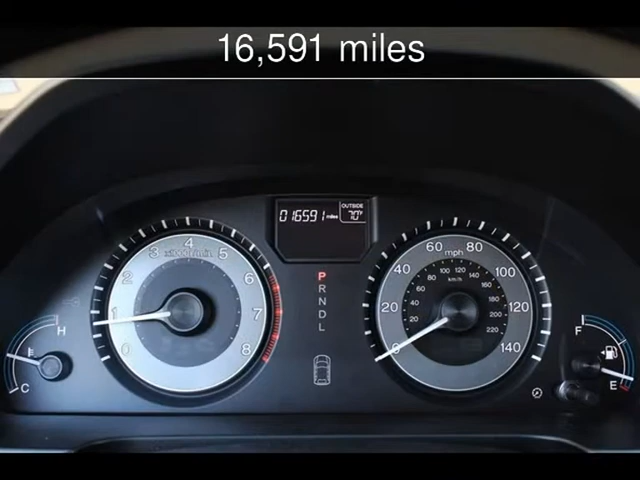 16,591 miles
016591 miles
OUTSIDE
70°F
0 1 2 3 4 5 6 7 8
x1000r/min
P
R
N
D
L
0 20 40 60 80 100 120 140
mph
20 40 60 80 100 120 140 160 180 200 220
km/h
H
C
F
E